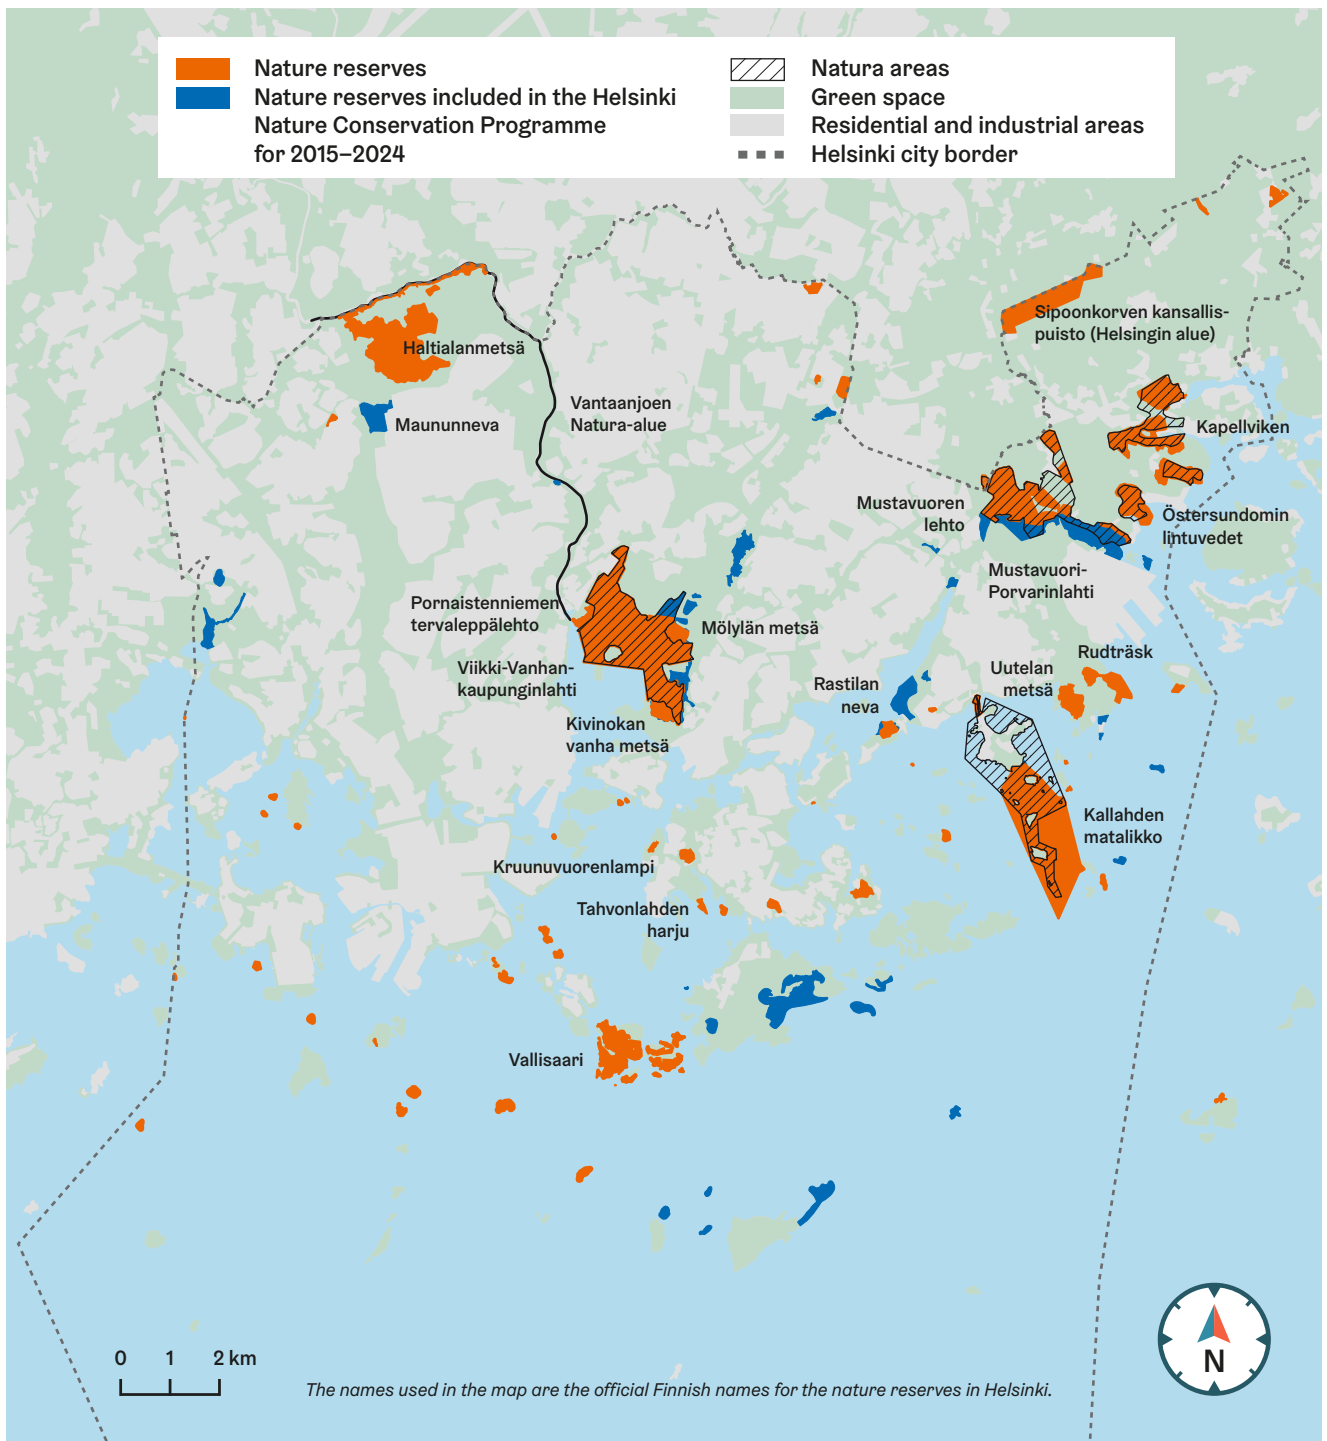 Nature reserves
Nature reserves included in the Helsinki
Nature Conservation Programme
for 2015–2024
Natura areas
Green space
Residential and industrial areas
Helsinki city border
Sipoonkorven kansallis-
puisto (Helsingin alue)
Haltialanmetsä
Vantaanjoen
Natura-alue
Maununneva
Kapellviken
Mustavuoren
lehto
Östersundomin
lintuvedet
Mustavuori-
Porvarinlahti
Pornaistenniemen
tervaleppälehto
Mölylän metsä
Viikki-Vanhan-
kaupunginlahti
Rudträsk
Uutelan
metsä
Rastilan
neva
Kivinokan
vanha metsä
Kallahden
matalikko
Kruunuvuorenlampi
Tahvonlahden
harju
Vallisaari
0 1 2 km
N
The names used in the map are the official Finnish names for the nature reserves in Helsinki.